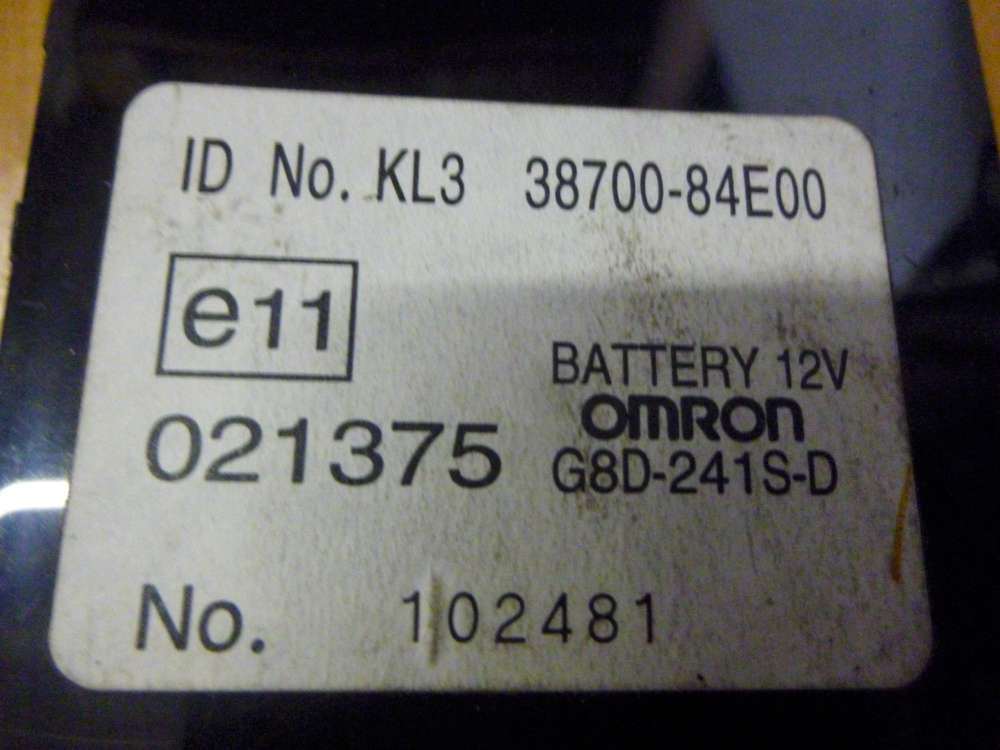 ID No. KL3 38700-84E00
e11
BATTERY 12V
OMRON
021375
G8D-241S-D
No. 102481